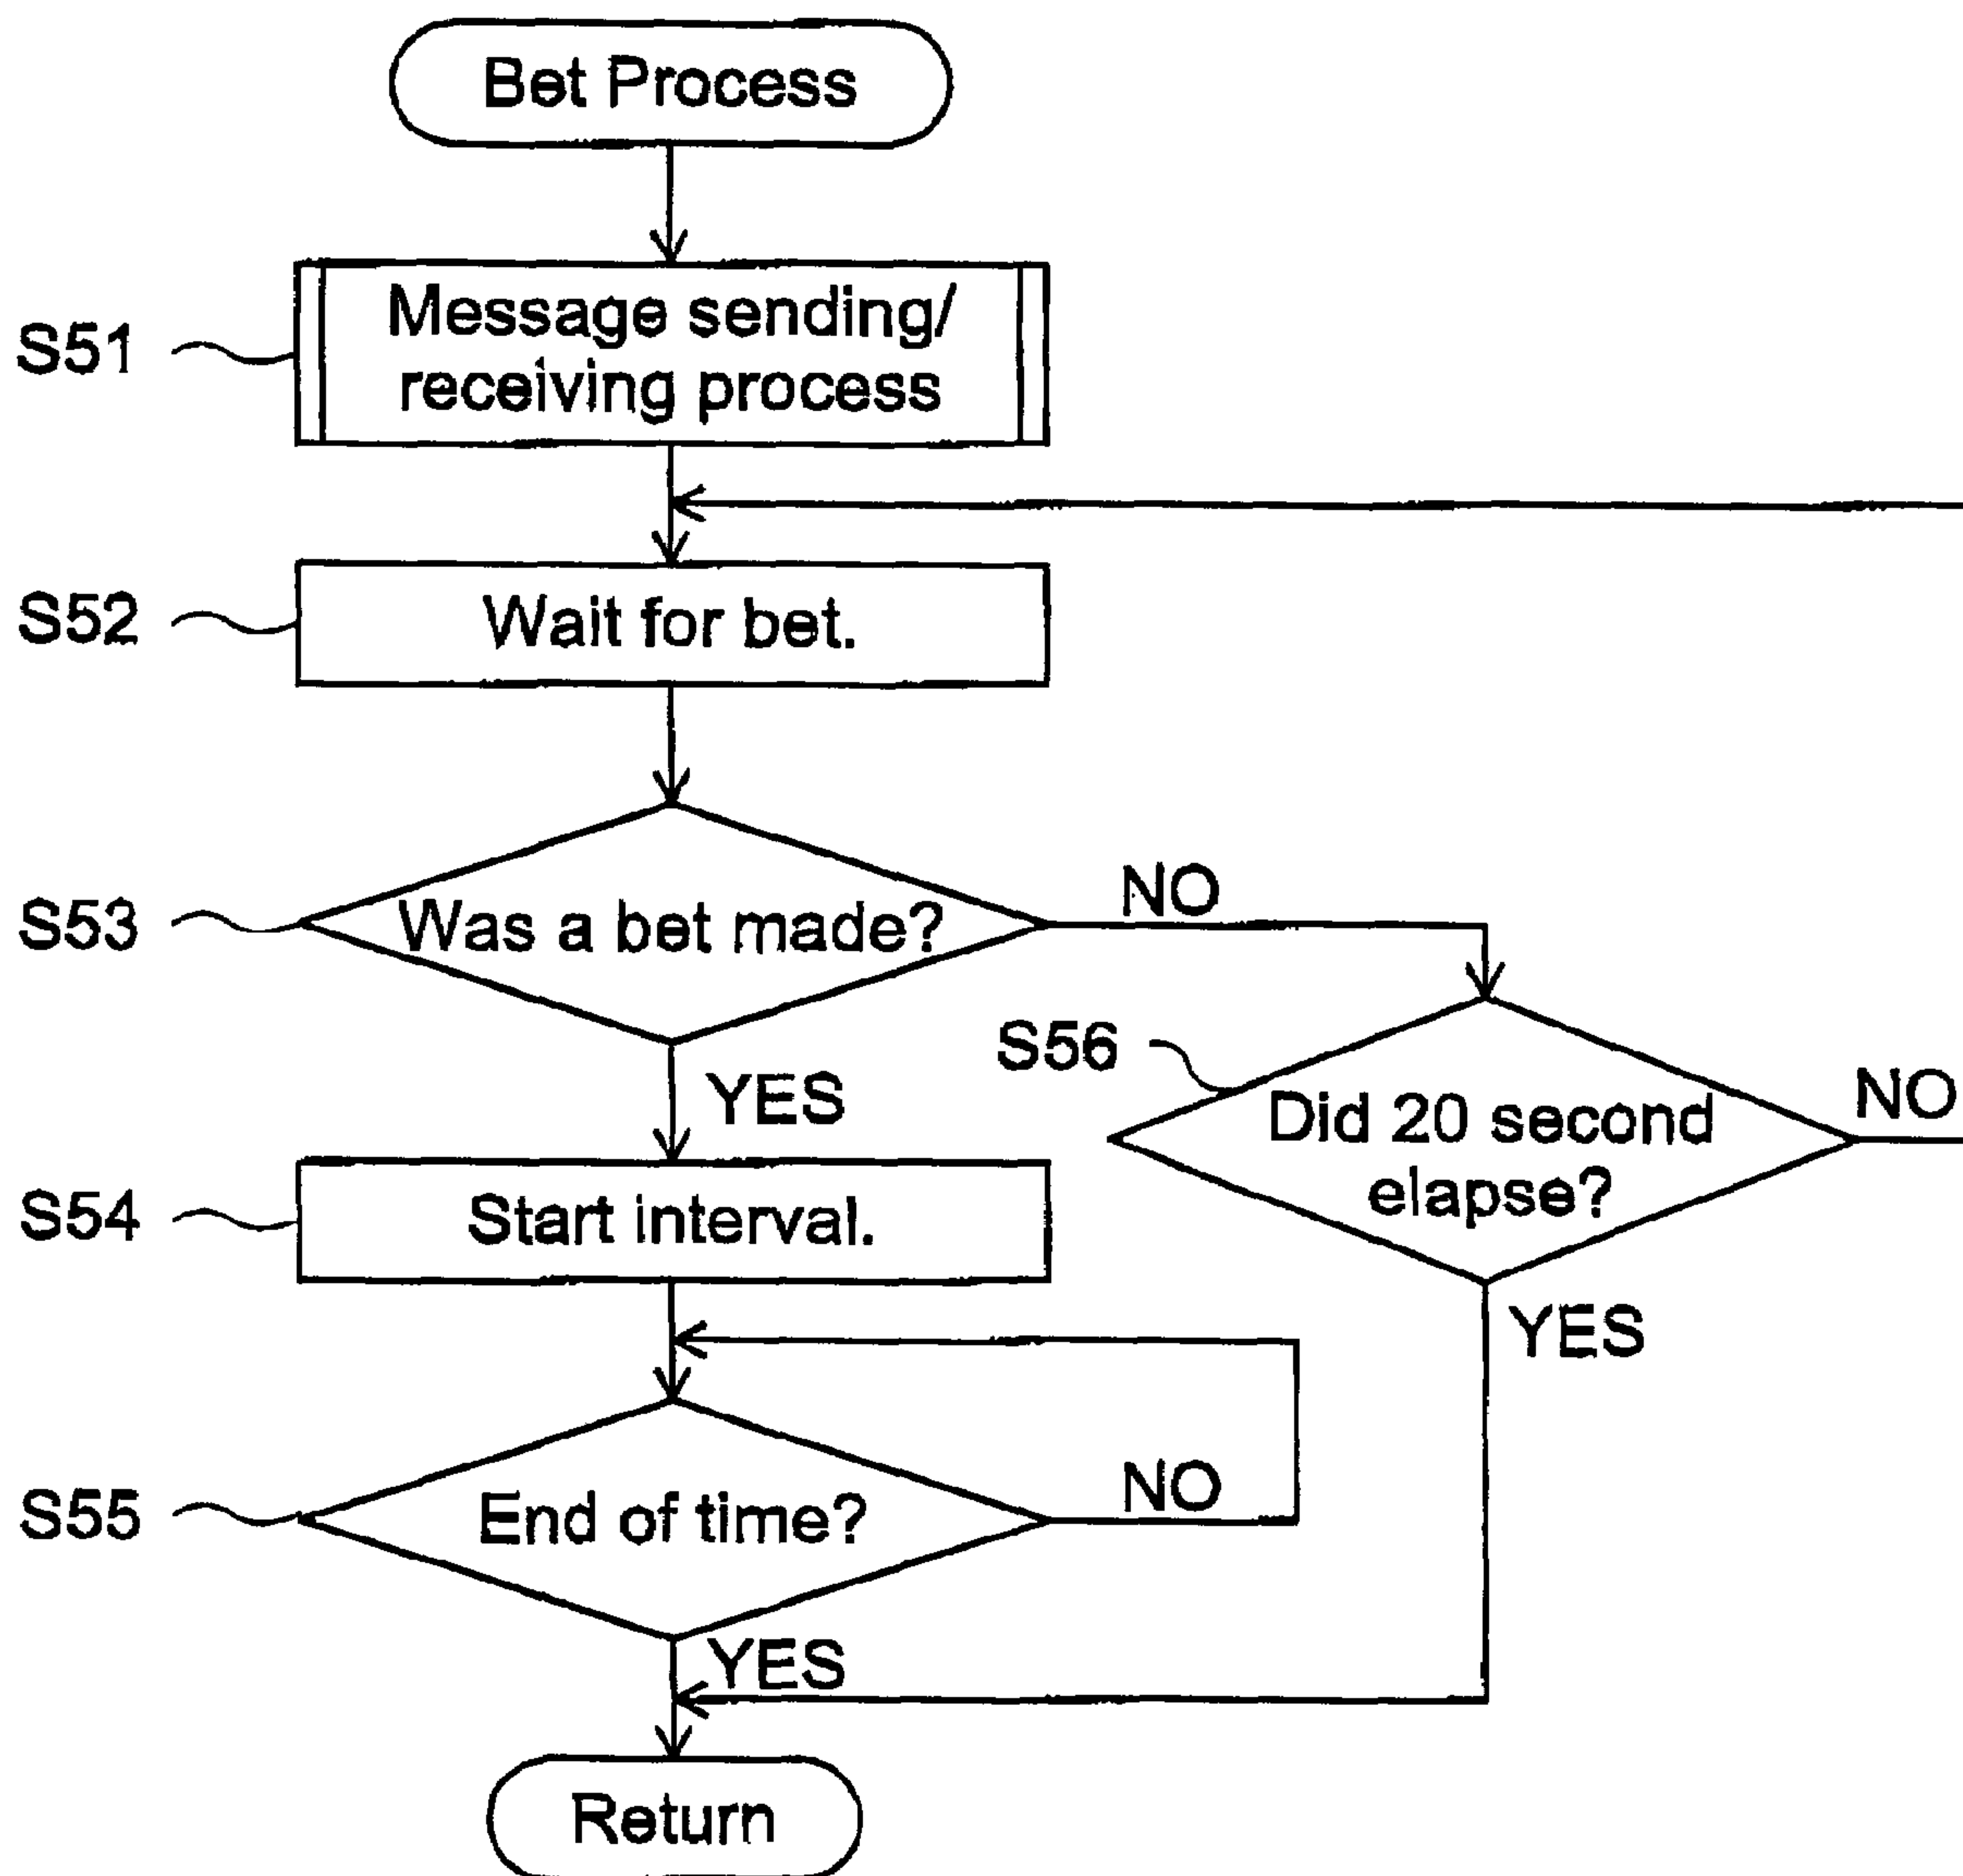 Bet Process
S51
Message sending/
receiving process
S52
Wait for bet.
S53
Was a bet made?
NO
YES
S56
Did 20 second
elapse?
NO
YES
S54
Start interval.
S55
End of time?
NO
YES
Return